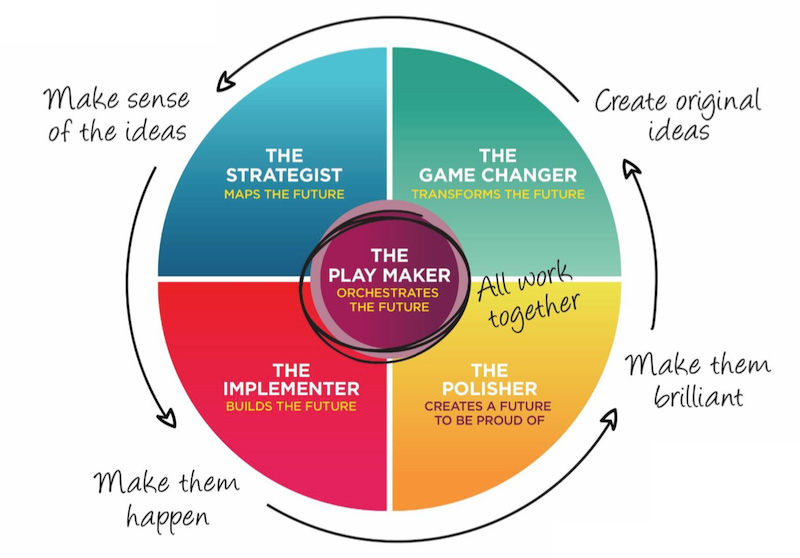 Make sense
of the ideas
Create original
ideas
THE
STRATEGIST
MAPS THE FUTURE
THE
GAME CHANGER
TRANSFORMS THE FUTURE
THE
PLAY MAKER
ORCHESTRATES
THE FUTURE
All work
together
THE
IMPLEMENTER
BUILDS THE FUTURE
THE
POLISHER
CREATES A FUTURE
TO BE PROUD OF
Make them
brilliant
Make them
happen